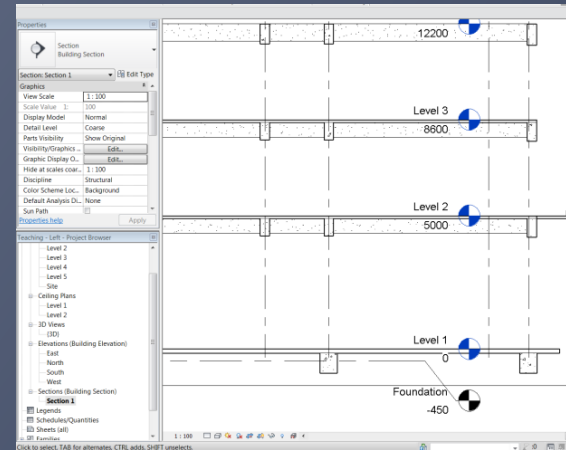 Properties
Section
Building Section
Section: Section 1
Edit Type
Graphics
View Scale 1 : 100
Scale Value 1: 100
Display Model Normal
Detail Level Coarse
Parts Visibility Show Original
Visibility/Graphics ... Edit...
Graphic Display O... Edit...
Hide at scales coar... 1 : 100
Discipline Structural
Color Scheme Loc... Background
Default Analysis Di... None
Sun Path
Properties help Apply
Teaching - Left - Project Browser
Level 2
Level 3
Level 4
Level 5
Site
Ceiling Plans
Level 1
Level 2
3D Views
{3D}
Elevations (Building Elevation)
East
North
South
West
Sections (Building Section)
Section 1
Legends
Schedules/Quantities
Sheets (all)
Families
12200
Level 3
8600
Level 2
5000
Level 1
0
Foundation
-450
1 : 100
Click to select, TAB for alternates, CTRL adds, SHIFT unselects.